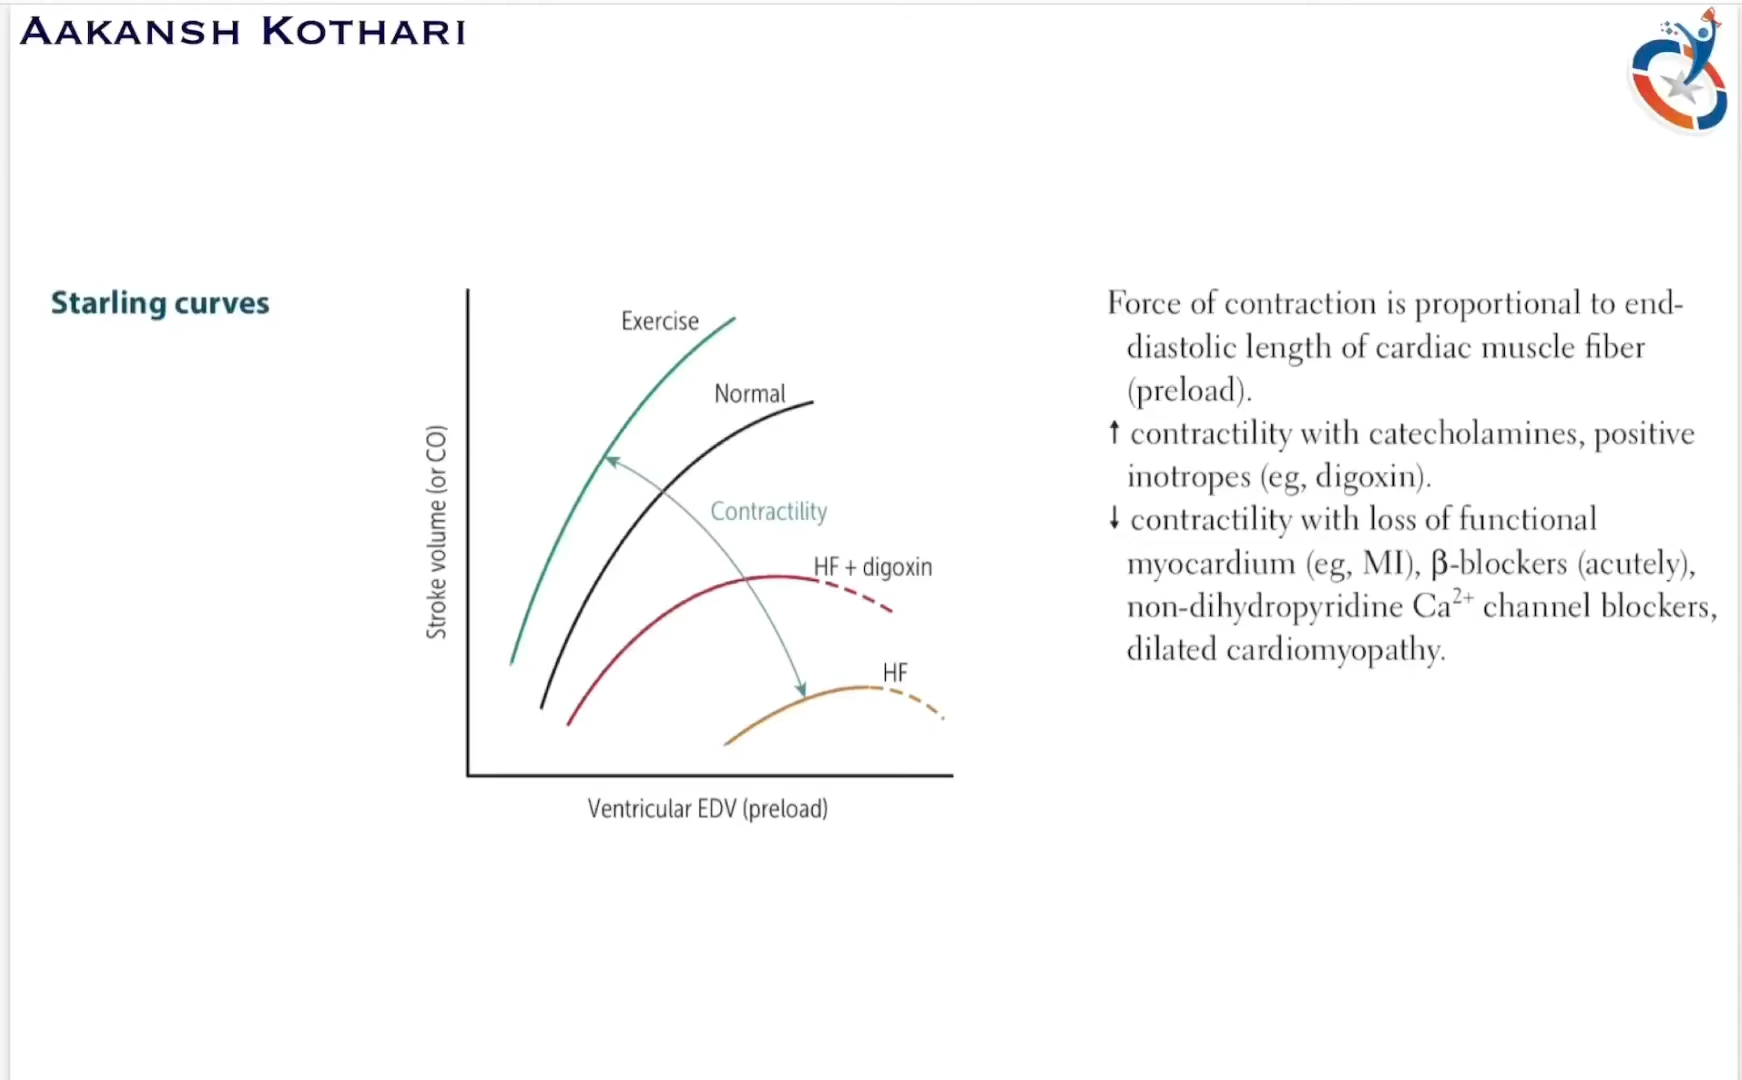 AAKANSH KOTHARI
Starling curves
Exercise
Normal
Contractility
HF + digoxin
HF
Stroke volume (or CO)
Ventricular EDV (preload)
Force of contraction is proportional to end-
diastolic length of cardiac muscle fiber
(preload).
↑ contractility with catecholamines, positive
inotropes (eg, digoxin).
↓ contractility with loss of functional
myocardium (eg, MI), β-blockers (acutely),
non-dihydropyridine Ca²⁺ channel blockers,
dilated cardiomyopathy.